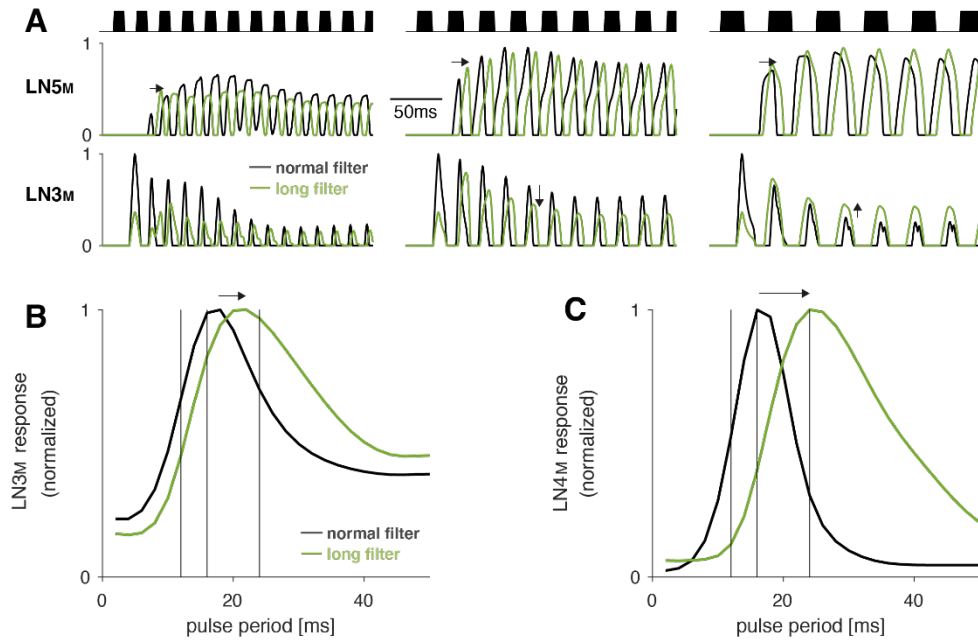 A
LN5M
1
0
50ms
LN3M
1
0
normal filter
long filter
B
LN3M response
(normalized)
1
0
0
20
40
pulse period [ms]
normal filter
long filter
C
LN4M response
(normalized)
1
0
0
20
40
pulse period [ms]